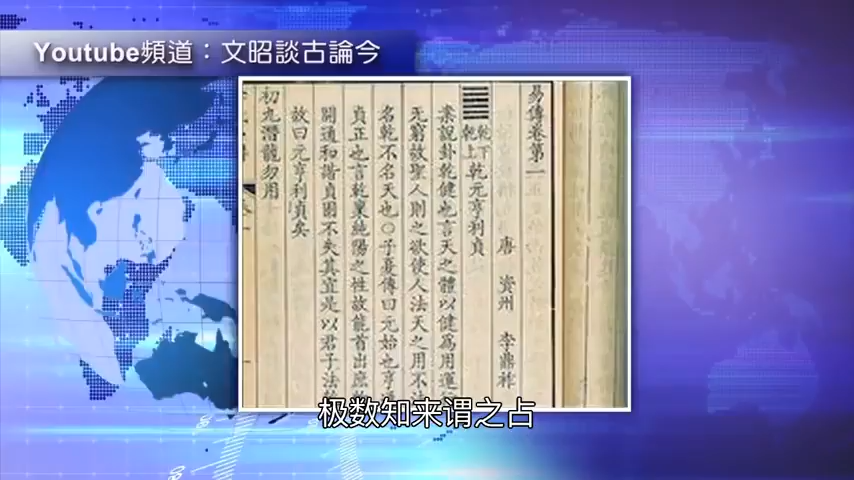 Youtube頻道：文昭談古論今
易傳卷第一
唐 資州 李鼎祚
乾下
乾上
乾元亨利貞
案說卦乾健也言天之體以健為用運
无窮故聖人則之欲使人法天之用不法
名乾不名天也○子夏傳曰元始也亨
貞正也言乾稟純陽之性故能首出庶
開通和諧貞固不失其宜是以君子法
故曰元亨利貞矣
初九潛龍勿用
极数知来谓之占